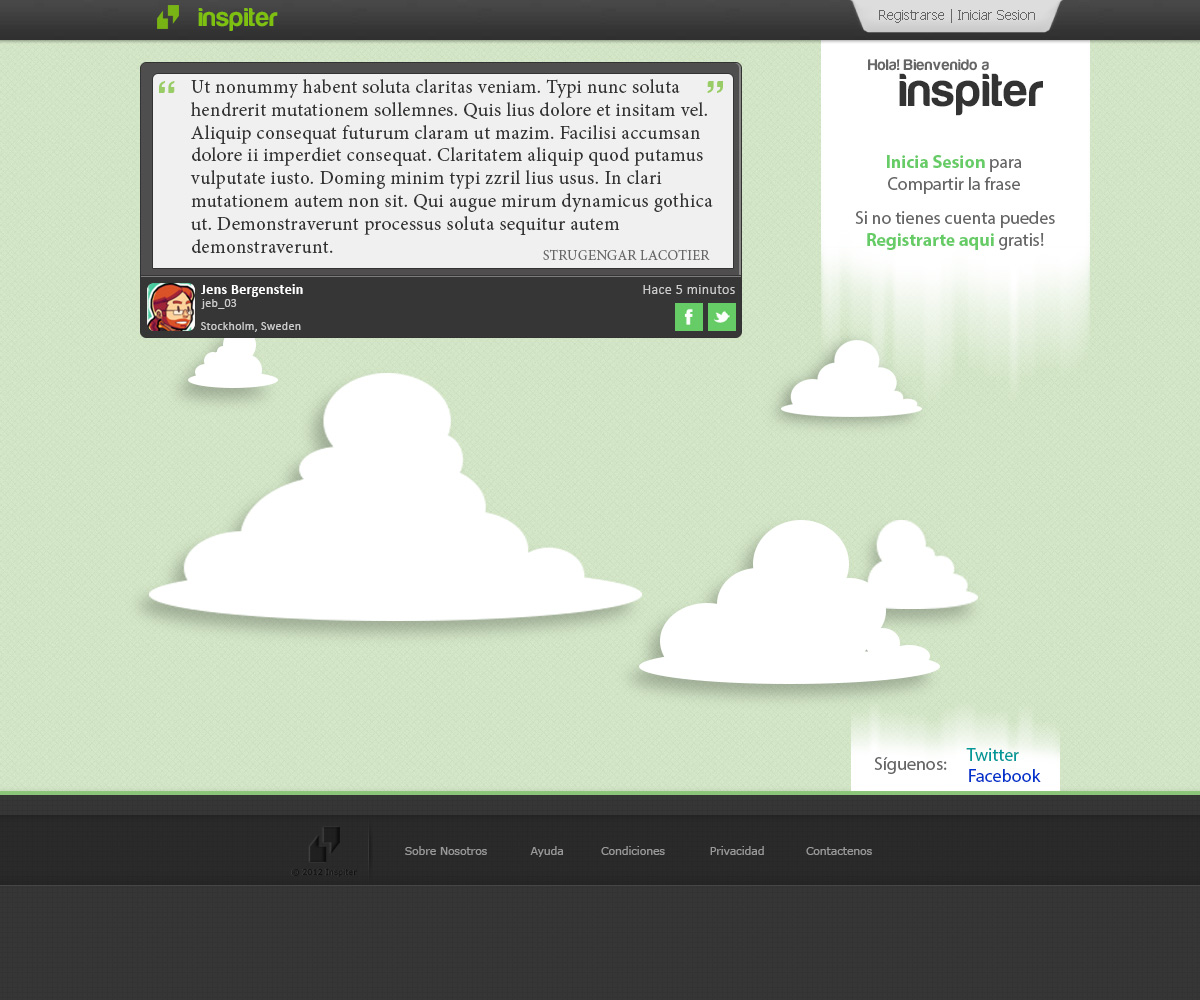 inspiter
Registrarse | Iniciar Sesion
“ Ut nonummy habent soluta claritas veniam. Typi nunc soluta ”
hendrerit mutationem sollemnes. Quis lius dolore et insitam vel.
Aliquip consequat futurum claram ut mazim. Facilisi accumsan
dolore ii imperdiet consequat. Claritatem aliquip quod putamus
vulputate iusto. Doming minim typi zzril lius usus. In clari
mutationem autem non sit. Qui augue mirum dynamicus gothica
ut. Demonstraverunt processus soluta sequitur autem
demonstraverunt.
STRUGENGAR LACOTIER
Jens Bergenstein
jeb_03
Stockholm, Sweden
Hace 5 minutos
f
Hola! Bienvenido a
inspiter
Inicia Sesion para
Compartir la frase
Si no tienes cuenta puedes
Registrarte aqui gratis!
Síguenos:
Twitter
Facebook
© 2012 Inspiter
Sobre Nosotros
Ayuda
Condiciones
Privacidad
Contactenos